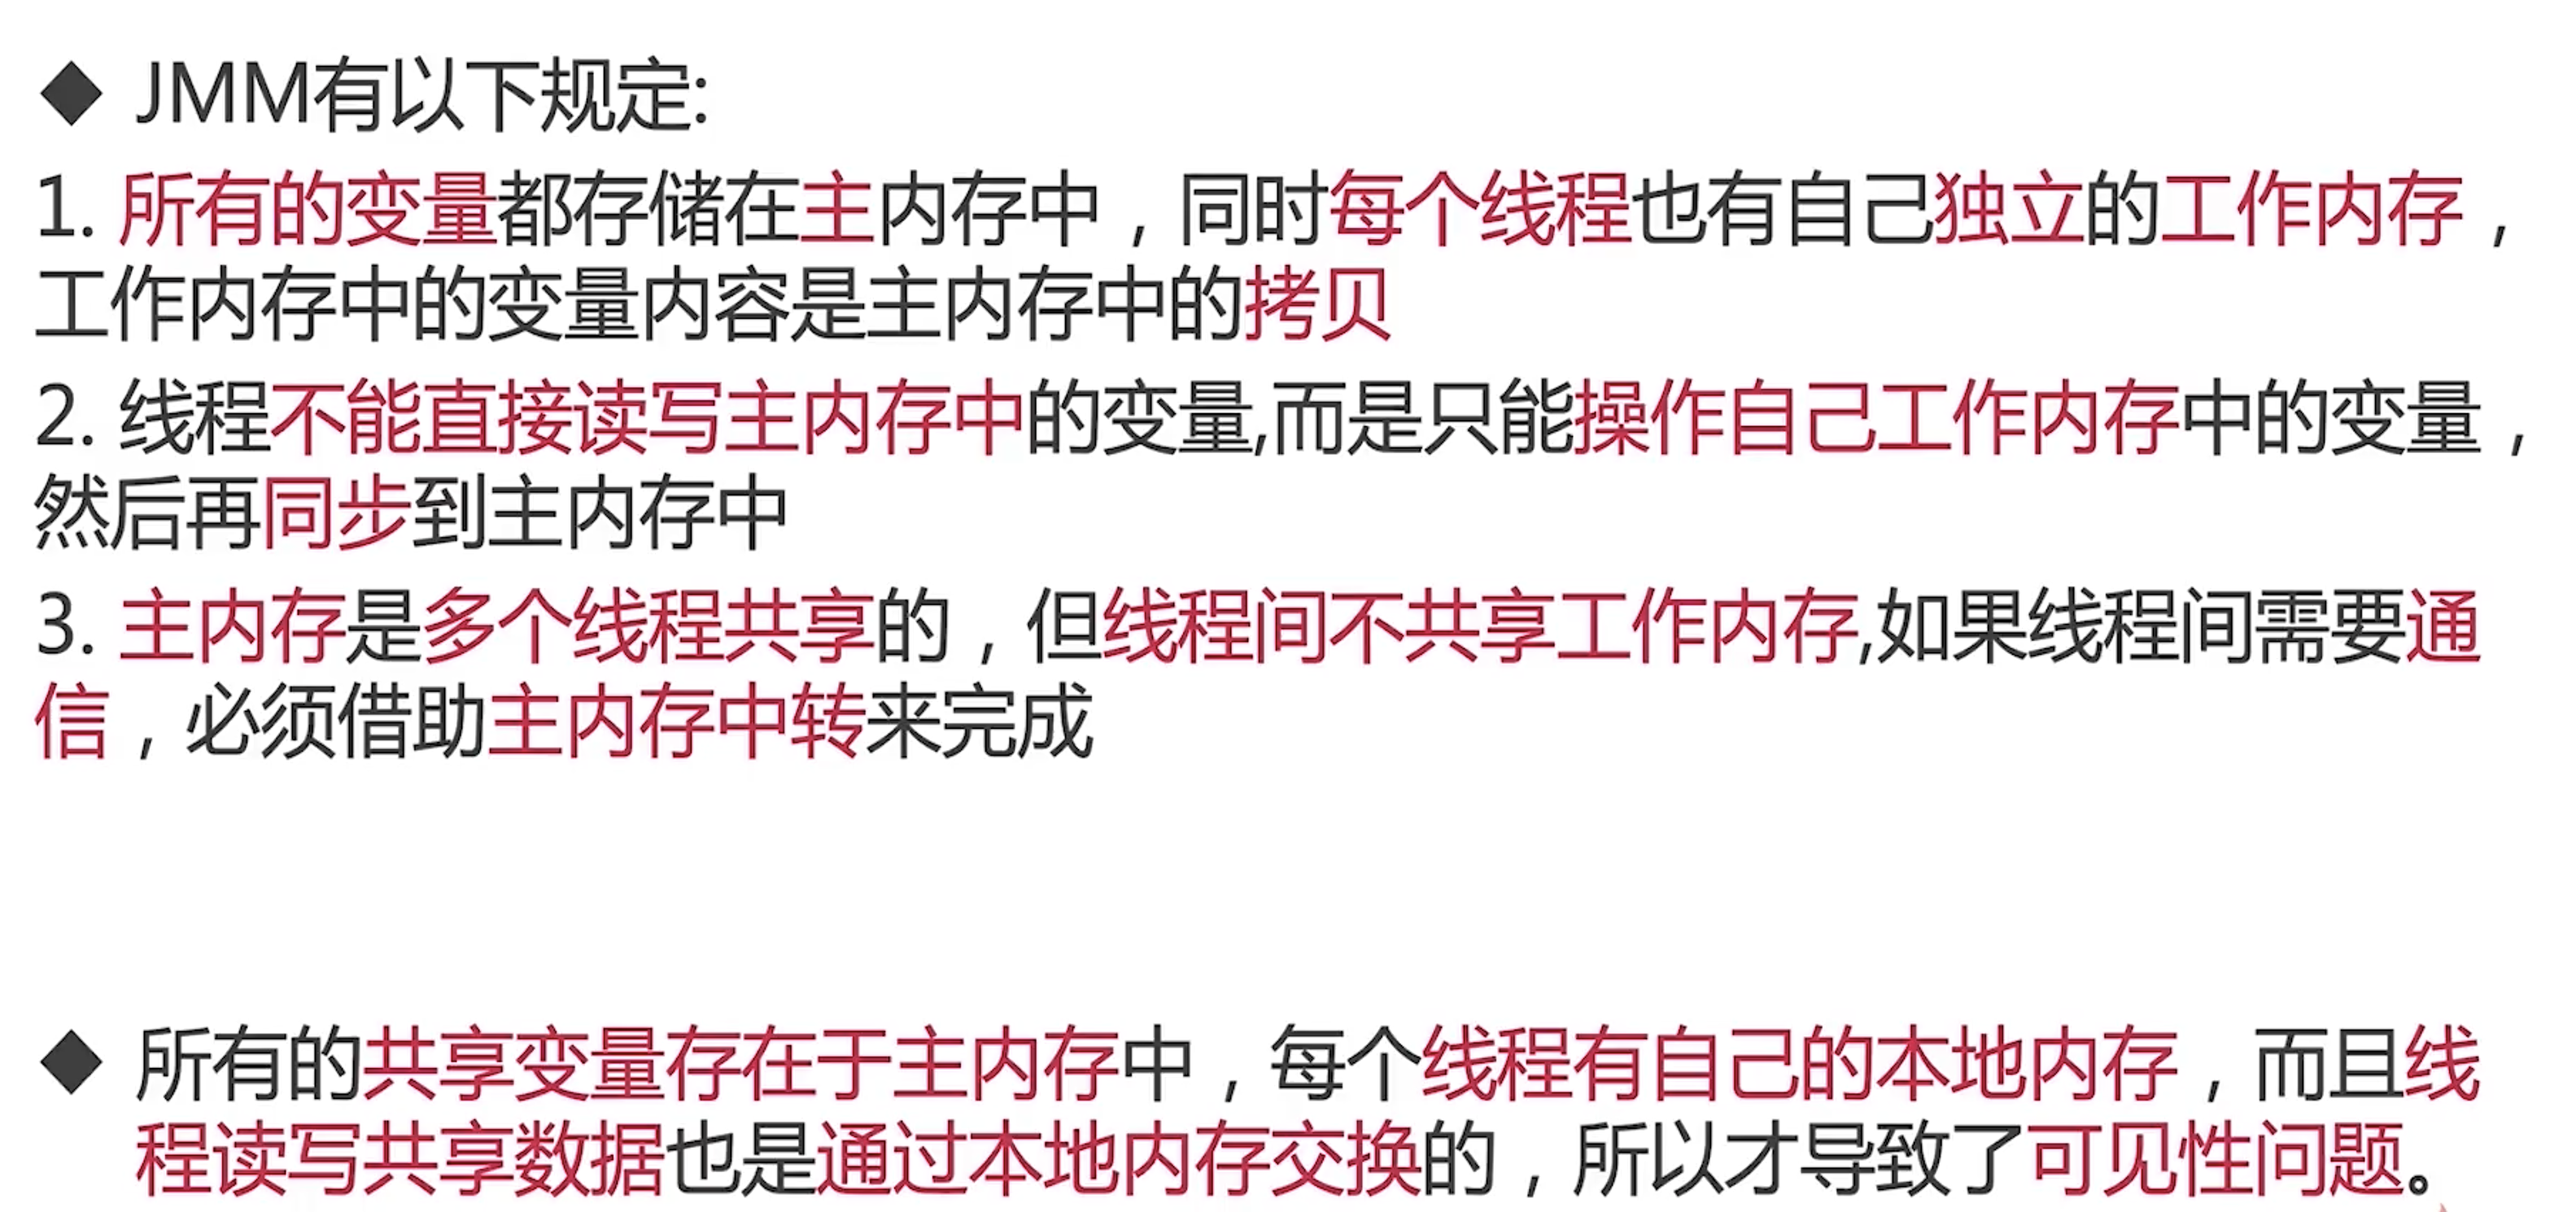 ◆ JMM有以下规定:
1. 所有的变量都存储在主内存中，同时每个线程也有自己独立的工作内存，
工作内存中的变量内容是主内存中的拷贝
2. 线程不能直接读写主内存中的变量,而是只能操作自己工作内存中的变量，
然后再同步到主内存中
3. 主内存是多个线程共享的，但线程间不共享工作内存,如果线程间需要通
信，必须借助主内存中转来完成
◆ 所有的共享变量存在于主内存中，每个线程有自己的本地内存，而且线
程读写共享数据也是通过本地内存交换的，所以才导致了可见性问题。